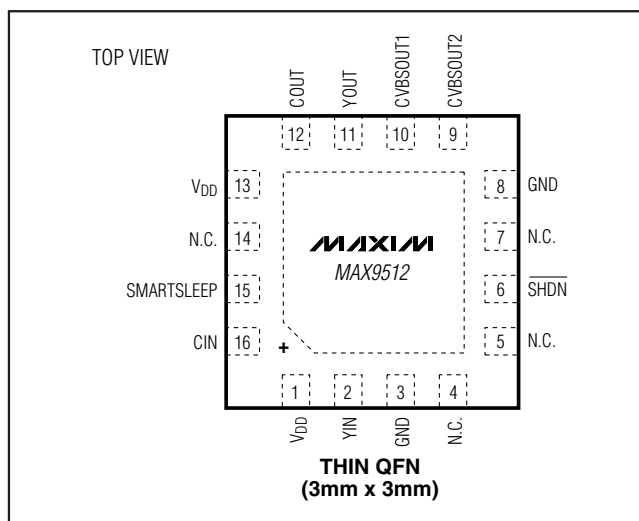 TOP VIEW
COUT
YOUT
CVBSOUT1
CVBSOUT2
12
11
10
9
VDD 13
8 GND
N.C. 14
7 N.C.
MAXIM
MAX9512
SMARTSLEEP 15
6 SHDN
CIN 16
5 N.C.
+
1
2
3
4
VDD
YIN
GND
N.C.
THIN QFN
(3mm x 3mm)